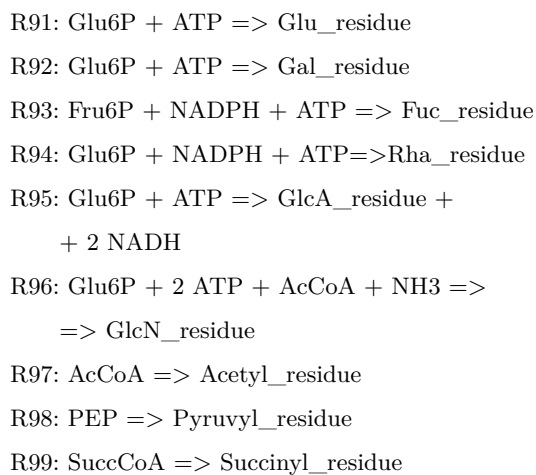 R91: Glu6P + ATP => Glu_residue
R92: Glu6P + ATP => Gal_residue
R93: Fru6P + NADPH + ATP => Fuc_residue
R94: Glu6P + NADPH + ATP=>Rha_residue
R95: Glu6P + ATP => GlcA_residue +
+ 2 NADH
R96: Glu6P + 2 ATP + AcCoA + NH3 =>
=> GlcN_residue
R97: AcCoA => Acetyl_residue
R98: PEP => Pyruvyl_residue
R99: SuccCoA => Succinyl_residue